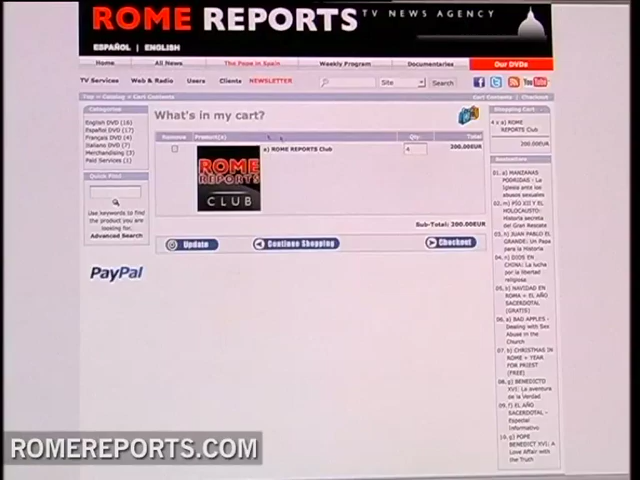 ROME REPORTS TV NEWS AGENCY
ESPAÑOL | ENGLISH
Home All News The Pope in Spain Weekly Program Documentaries Our DVDs
TV Services Web & Radio Users Clients NEWSLETTER Site Search
Top » Catalog » Cart Contents Cart Contents | Checkout
Categories
English DVD (16)
Español DVD (17)
Français DVD (4)
Italiano DVD (7)
Merchandising (3)
Paid Services (1)
Quick Find
Use keywords to find
the product you are
looking for.
Advanced Search
PayPal
What's in my cart?
Remove Product(s) Qty. Total
ROME
REPORTS
CLUB
a) ROME REPORTS Club 4 200.00EUR
Sub-Total: 200.00EUR
Update Continue Shopping Checkout
Shopping Cart
4 x a) ROME
REPORTS Club
200.00EUR
Bestsellers
01. a) MANZANAS
PODRIDAS - La
Iglesia ante los
abusos sexuales
02. m) PÍO XII Y EL
HOLOCAUSTO:
Historia secreta
del Gran Rescate
03. n) JUAN PABLO EL
GRANDE: Un Papa
para la Historia
04. n) DIOS EN
CHINA: La lucha
por la libertad
religiosa
05. b) NAVIDAD EN
ROMA + EL AÑO
SACERDOTAL
(GRATIS)
06. a) BAD APPLES -
Dealing with Sex
Abuse in the
Church
07. b) CHRISTMAS IN
ROME + YEAR
FOR PRIEST
(FREE)
08. g) BENEDICTO
XVI: La aventura
de la Verdad
09. f) EL AÑO
SACERDOTAL -
Especial
Informativo
10. g) POPE
BENEDICT XVI: A
Love Affair with
the Truth
ROMEREPORTS.COM